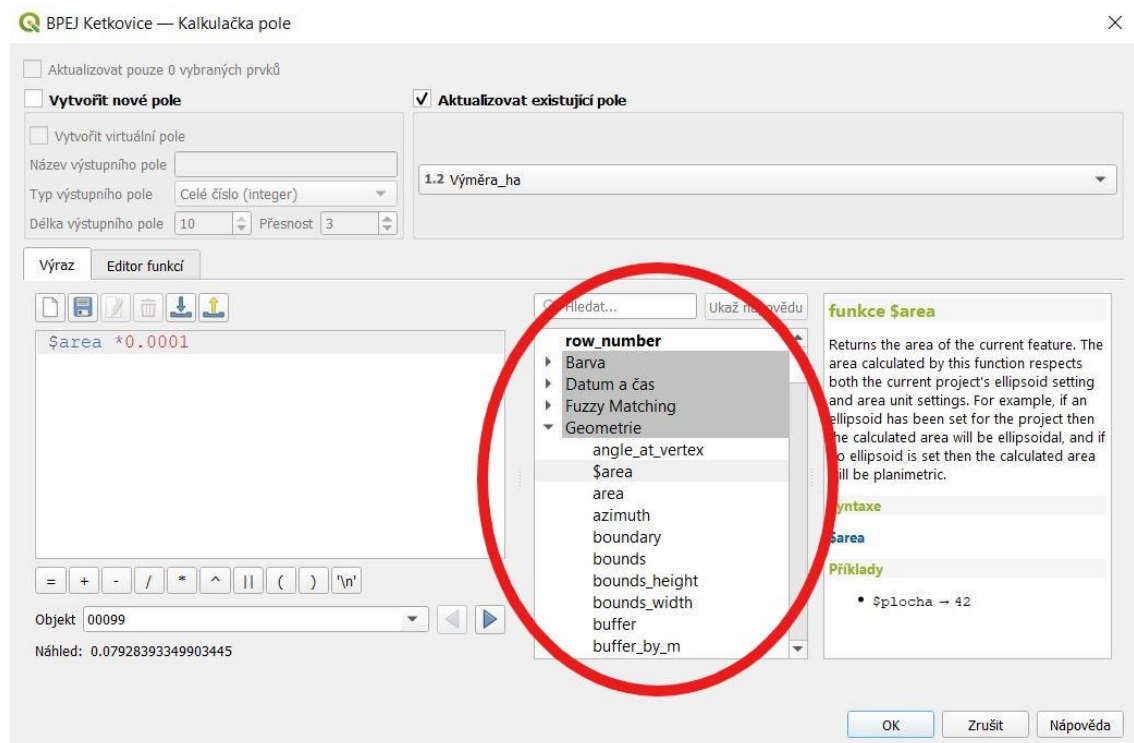 BPEJ Ketkovice — Kalkulačka pole
Aktualizovat pouze 0 vybraných prvků
Vytvořit nové pole
Vytvořit virtuální pole
Název výstupního pole
Typ výstupního pole Celé číslo (integer)
Délka výstupního pole 10 Přesnost 3
Aktualizovat existující pole
1.2 Výměra_ha
Výraz Editor funkcí
$area *0.0001
= + - / * ^ || ( ) '\n'
Objekt 00099
Náhled: 0.07928393349903445
Hledat... Ukaž nápovědu
row_number
Barva
Datum a čas
Fuzzy Matching
Geometrie
angle_at_vertex
$area
area
azimuth
boundary
bounds
bounds_height
bounds_width
buffer
buffer_by_m
funkce $area
Returns the area of the current feature. The
area calculated by this function respects
both the current project's ellipsoid setting
and area unit settings. For example, if an
ellipsoid has been set for the project then
the calculated area will be ellipsoidal, and if
no ellipsoid is set then the calculated area
will be planimetric.
Syntaxe
$area
Příklady
• $plocha → 42
OK Zrušit Nápověda